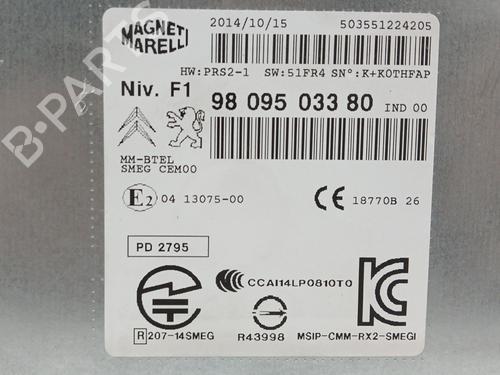 MAGNETI MARELLI
2014/10/15 503551224205
HW:PRS2-1 SW:51FR4 SN°:K+K0THFAP
Niv. F1 98 095 033 80 IND 00
MM-BTEL
SMEG CEM00
E2 04 13075-00 CE 18770B 26
PD 2795
CCAI14LP0810T0
R 207-14SMEG R43998 MSIP-CMM-RX2-SMEGI
B-PARTS